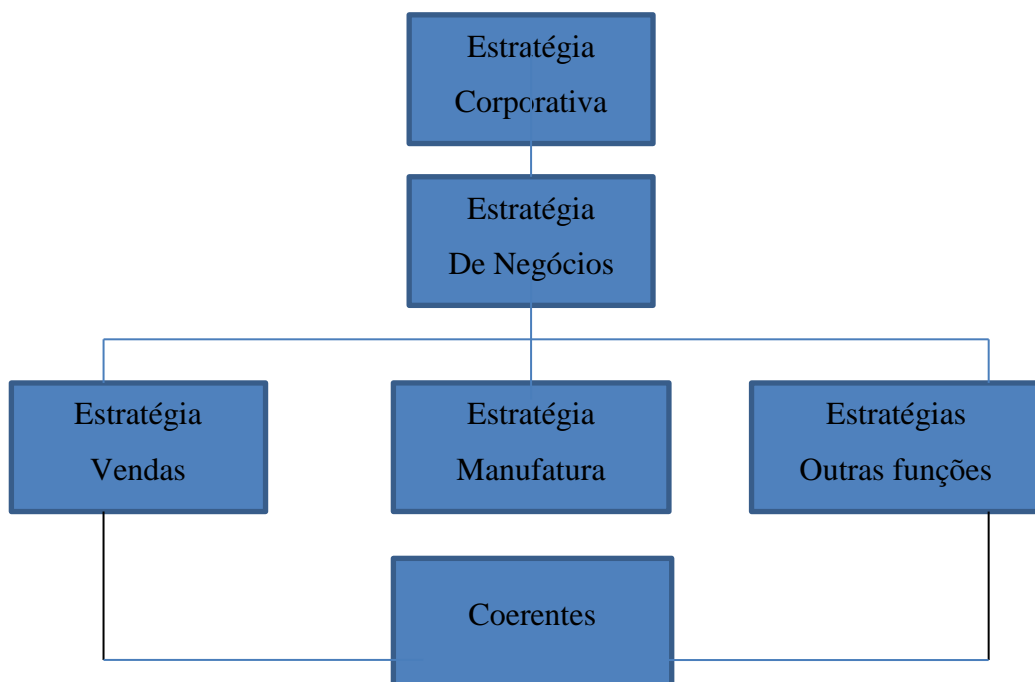 Estratégia
Corporativa
Estratégia
De Negócios
Estratégia
Vendas
Estratégia
Manufatura
Estratégias
Outras funções
Coerentes